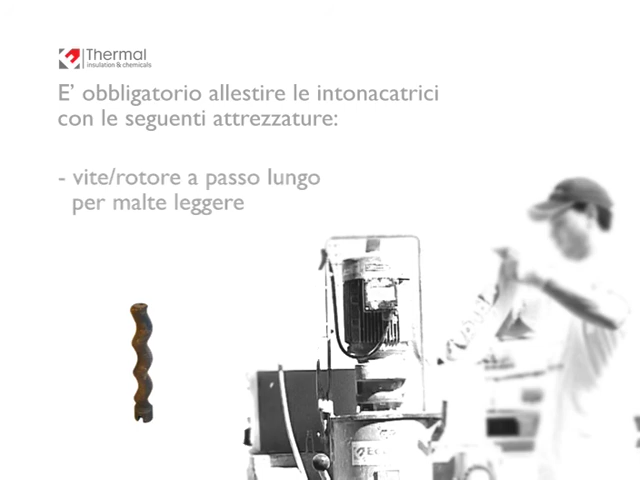 Thermal
insulation & chemicals
E' obbligatorio allestire le intonacatrici
con le seguenti attrezzature:
- vite/rotore a passo lungo
per malte leggere